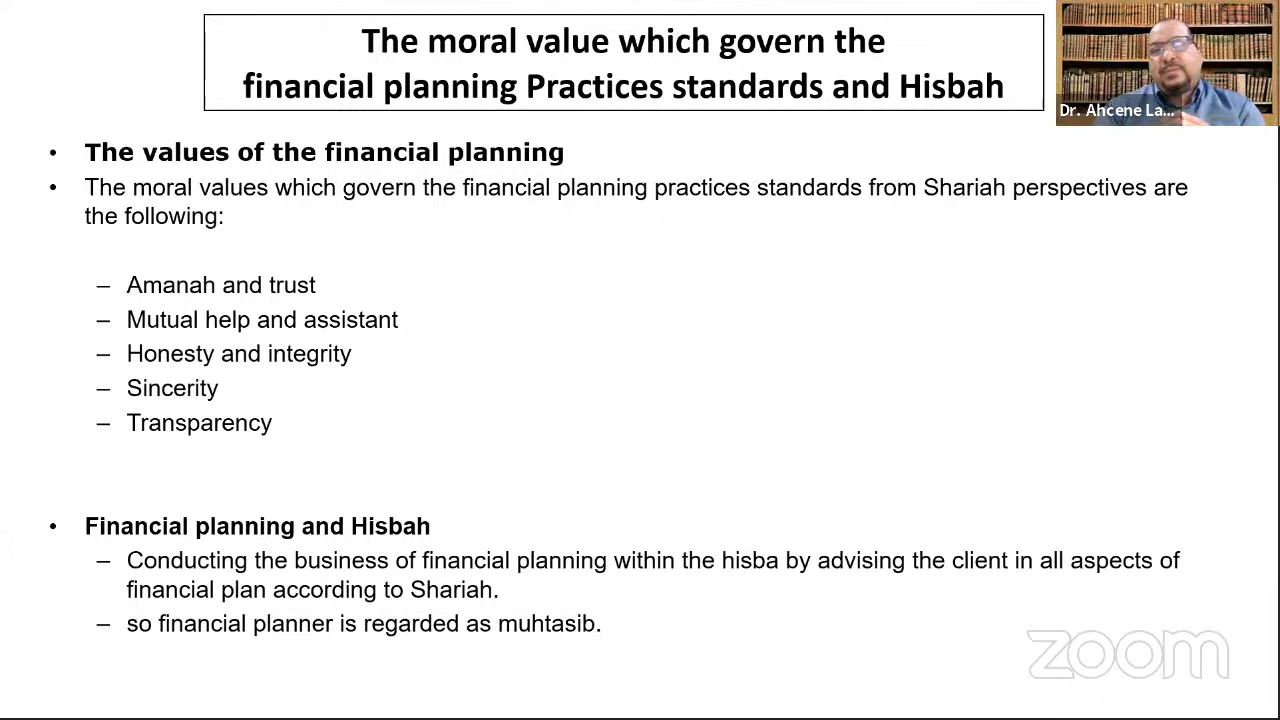 The moral value which govern the
financial planning Practices standards and Hisbah
Dr. Ahcene La...
• The values of the financial planning
• The moral values which govern the financial planning practices standards from Shariah perspectives are
the following:
– Amanah and trust
– Mutual help and assistant
– Honesty and integrity
– Sincerity
– Transparency
• Financial planning and Hisbah
– Conducting the business of financial planning within the hisba by advising the client in all aspects of
financial plan according to Shariah.
– so financial planner is regarded as muhtasib.
zoom